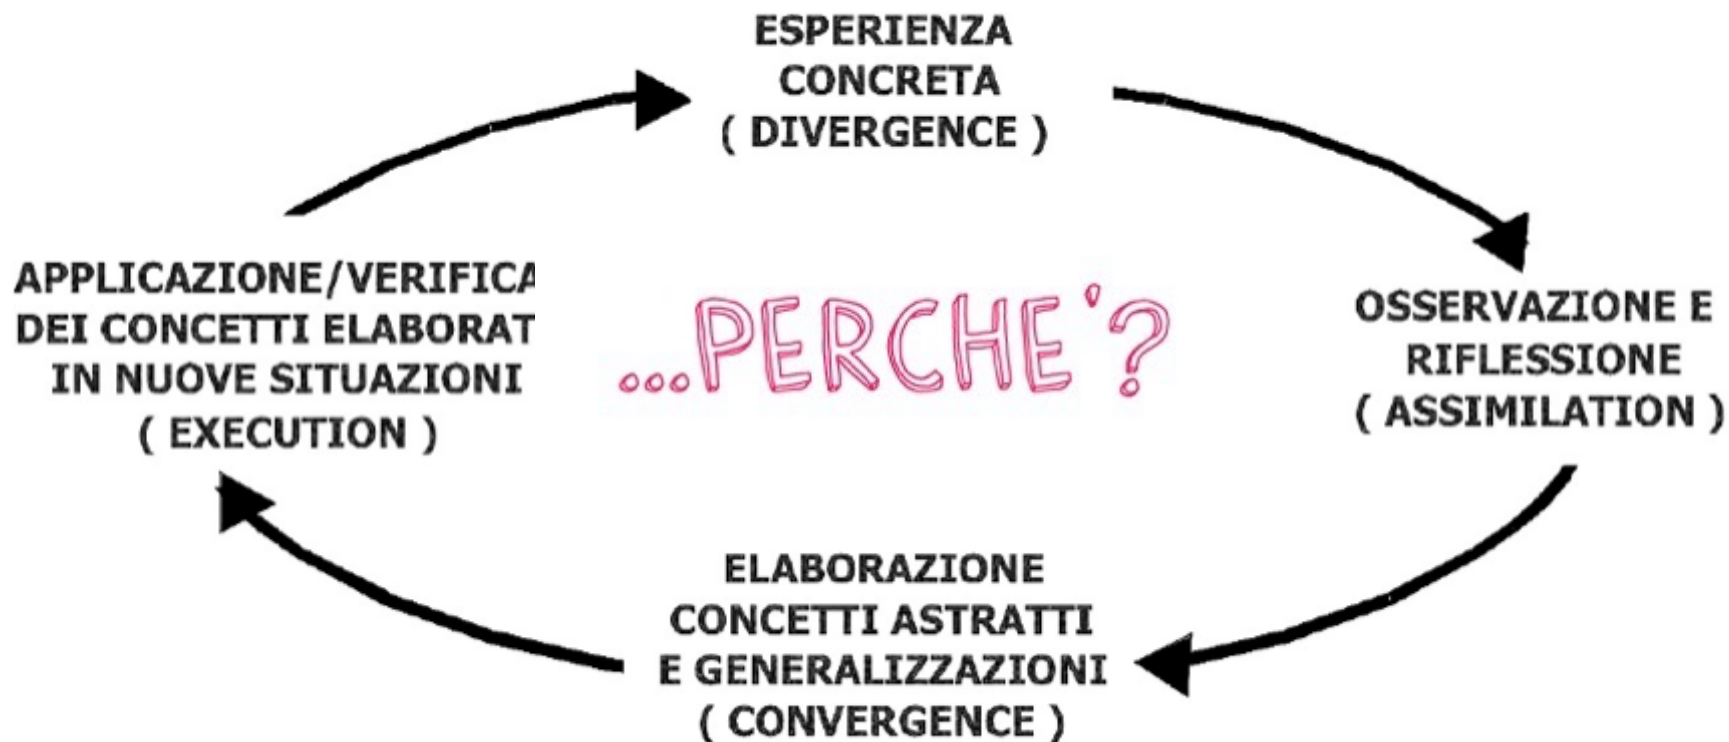 ESPERIENZA
CONCRETA
( DIVERGENCE )
OSSERVAZIONE E
RIFLESSIONE
( ASSIMILATION )
ELABORAZIONE
CONCETTI ASTRATTI
E GENERALIZZAZIONI
( CONVERGENCE )
APPLICAZIONE/VERIFICA
DEI CONCETTI ELABORAT
IN NUOVE SITUAZIONI
( EXECUTION )
...PERCHE'?